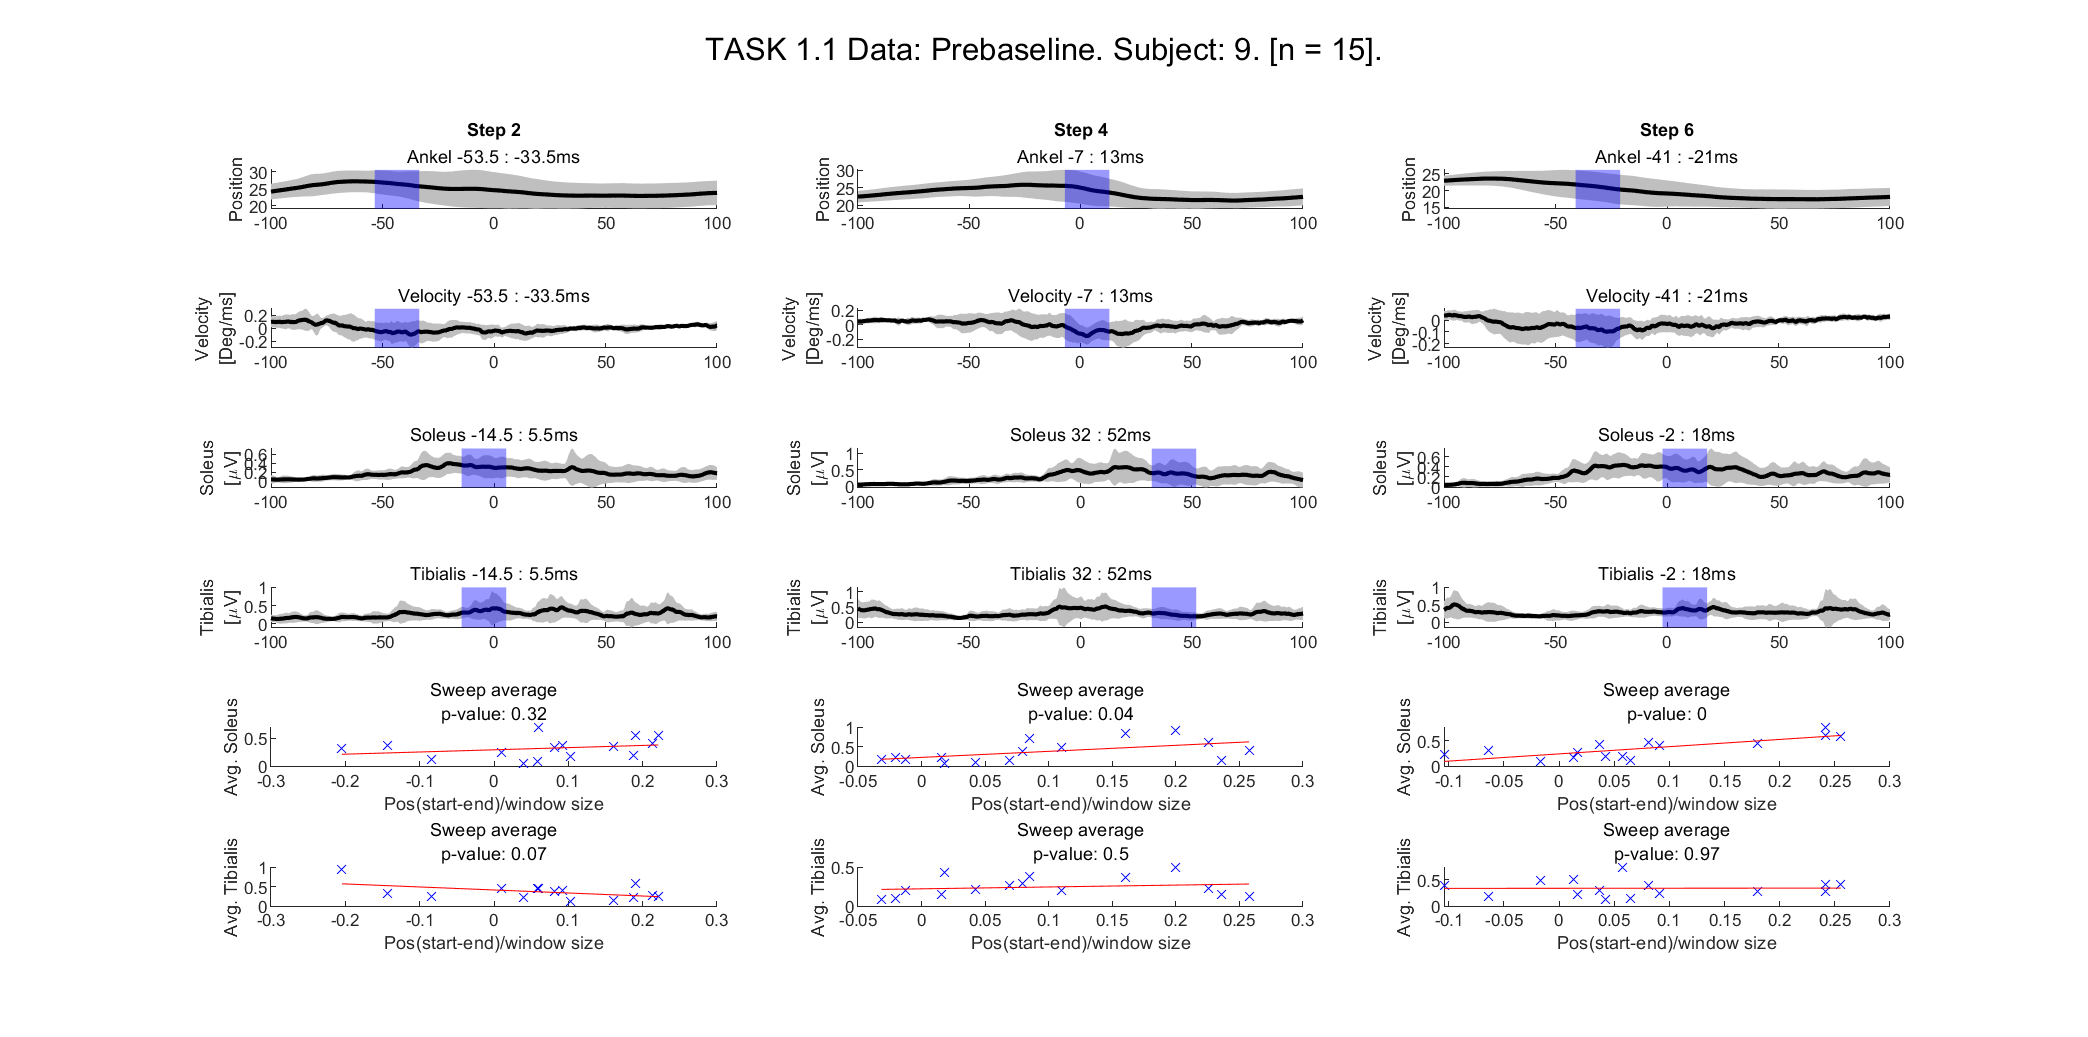 TASK 1.1 Data: Prebaseline. Subject: 9. [n = 15].
Step 2
Ankel -53.5 : -33.5ms
Position
30
25
20
-100 -50 0 50 100
Velocity -53.5 : -33.5ms
Velocity
[Deg/ms]
0.2
0
-0.2
-100 -50 0 50 100
Soleus -14.5 : 5.5ms
Soleus
[μV]
0.6
0.4
0.2
0
-100 -50 0 50 100
Tibialis -14.5 : 5.5ms
Tibialis
[μV]
1
0.5
0
-100 -50 0 50 100
Sweep average
p-value: 0.32
Avg. Soleus
0.5
0
-0.3 -0.2 -0.1 0 0.1 0.2 0.3
Pos(start-end)/window size
Sweep average
p-value: 0.07
Avg. Tibialis
1
0.5
0
-0.3 -0.2 -0.1 0 0.1 0.2 0.3
Pos(start-end)/window size
Step 4
Ankel -7 : 13ms
Position
30
25
20
-100 -50 0 50 100
Velocity -7 : 13ms
Velocity
[Deg/ms]
0.2
0
-0.2
-100 -50 0 50 100
Soleus 32 : 52ms
Soleus
[μV]
1
0.5
0
-100 -50 0 50 100
Tibialis 32 : 52ms
Tibialis
[μV]
1
0.5
0
-100 -50 0 50 100
Sweep average
p-value: 0.04
Avg. Soleus
1
0.5
0
-0.05 0 0.05 0.1 0.15 0.2 0.25 0.3
Pos(start-end)/window size
Sweep average
p-value: 0.5
Avg. Tibialis
0.5
0
-0.05 0 0.05 0.1 0.15 0.2 0.25 0.3
Pos(start-end)/window size
Step 6
Ankel -41 : -21ms
Position
25
20
15
-100 -50 0 50 100
Velocity -41 : -21ms
Velocity
[Deg/ms]
0
-0.1
-0.2
-100 -50 0 50 100
Soleus -2 : 18ms
Soleus
[μV]
0.6
0.4
0.2
0
-100 -50 0 50 100
Tibialis -2 : 18ms
Tibialis
[μV]
1
0.5
0
-100 -50 0 50 100
Sweep average
p-value: 0
Avg. Soleus
0.5
0
-0.1 -0.05 0 0.05 0.1 0.15 0.2 0.25 0.3
Pos(start-end)/window size
Sweep average
p-value: 0.97
Avg. Tibialis
0.5
0
-0.1 -0.05 0 0.05 0.1 0.15 0.2 0.25 0.3
Pos(start-end)/window size